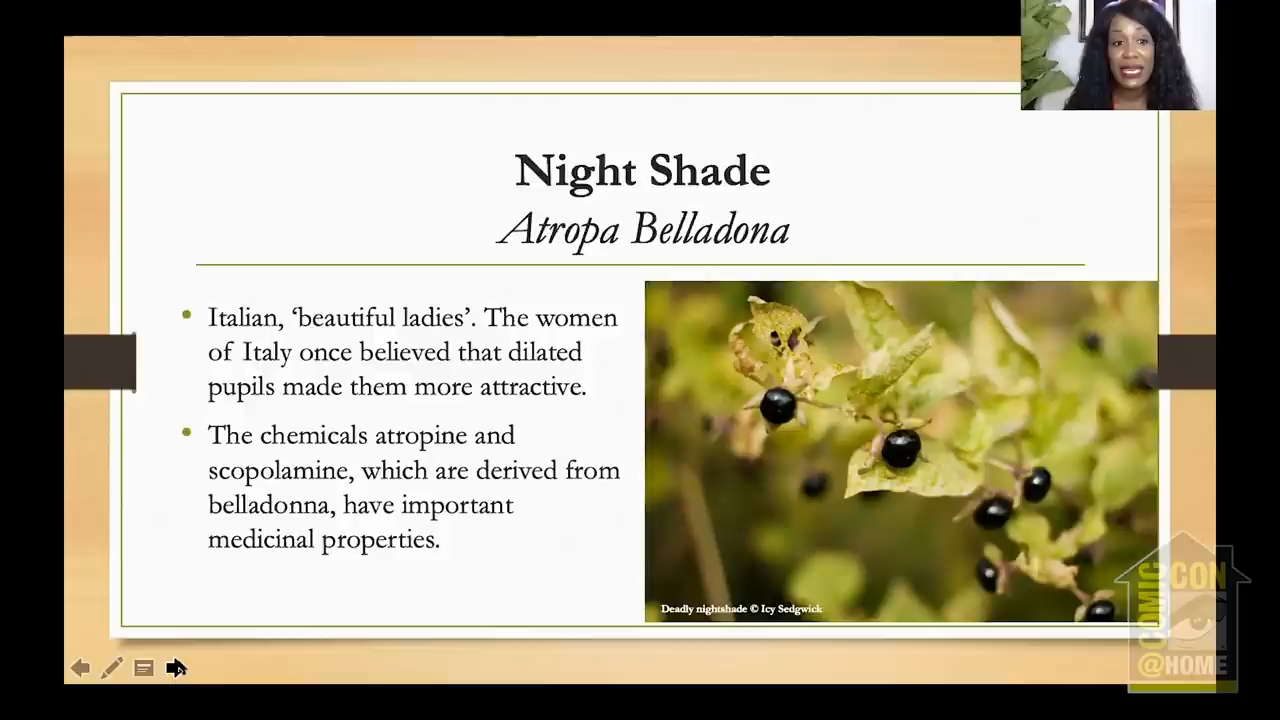 Night Shade
Atropa Belladona
Italian, ‘beautiful ladies’. The women
of Italy once believed that dilated
pupils made them more attractive.
The chemicals atropine and
scopolamine, which are derived from
belladonna, have important
medicinal properties.
Deadly nightshade © Icy Sedgwick
COMIC
CON
@HOME